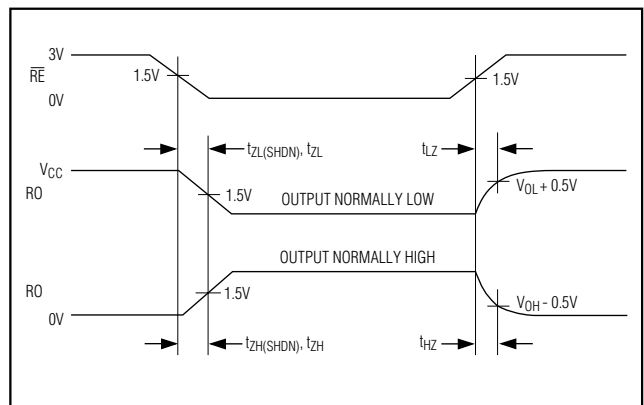 3V
R̅E̅
1.5V
1.5V
0V
tZL(SHDN), tZL
tLZ
VCC
RO
1.5V
OUTPUT NORMALLY LOW
VOL + 0.5V
OUTPUT NORMALLY HIGH
RO
1.5V
VOH - 0.5V
0V
tZH(SHDN), tZH
tHZ